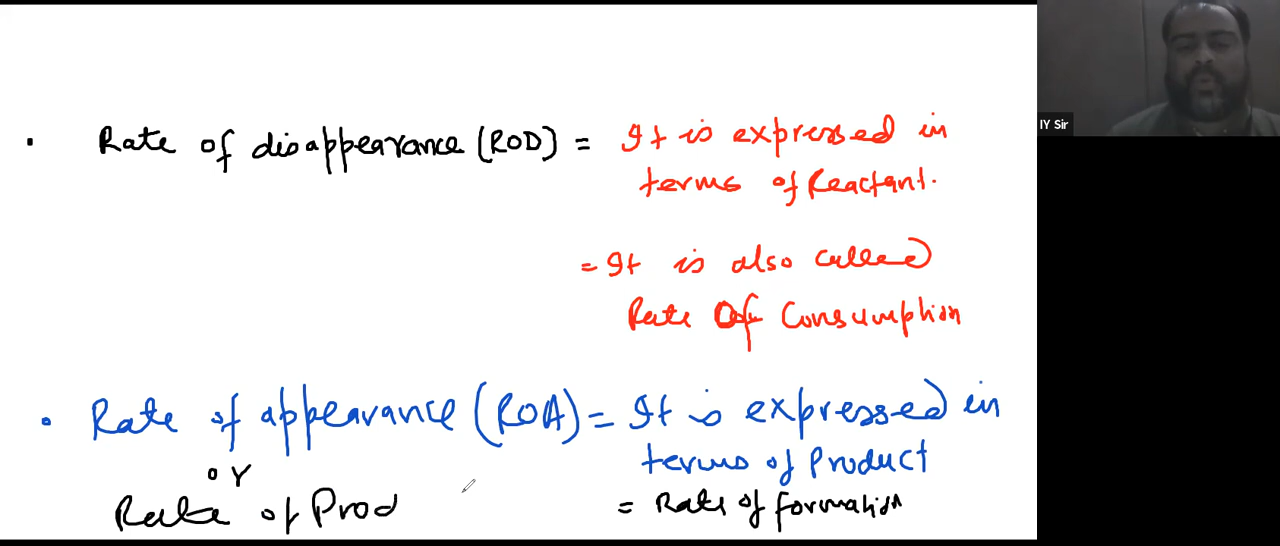 IY Sir
• Rate of disappearance (ROD) = It is expressed in
terms of Reactant.
= It is also called
Rate Of Consumption
• Rate of appearance (ROA) = It is expressed in
or
terms of Product
Rate of Prod
= Rate of formation